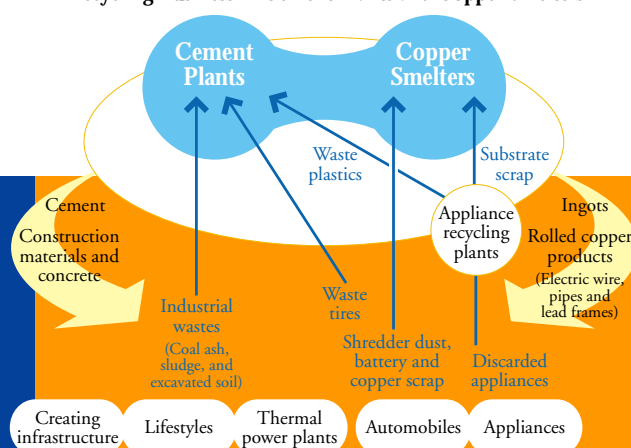 Cement
Plants
Copper
Smelters
Waste
plastics
Substrate
scrap
Cement
Construction
materials and
concrete
Appliance
recycling
plants
Ingots
Rolled copper
products
(Electric wire,
pipes and
lead frames)
Industrial
wastes
(Coal ash,
sludge, and
excavated soil)
Waste
tires
Shredder dust,
battery and
copper scrap
Discarded
appliances
Creating
infrastructure
Lifestyles
Thermal
power plants
Automobiles
Appliances